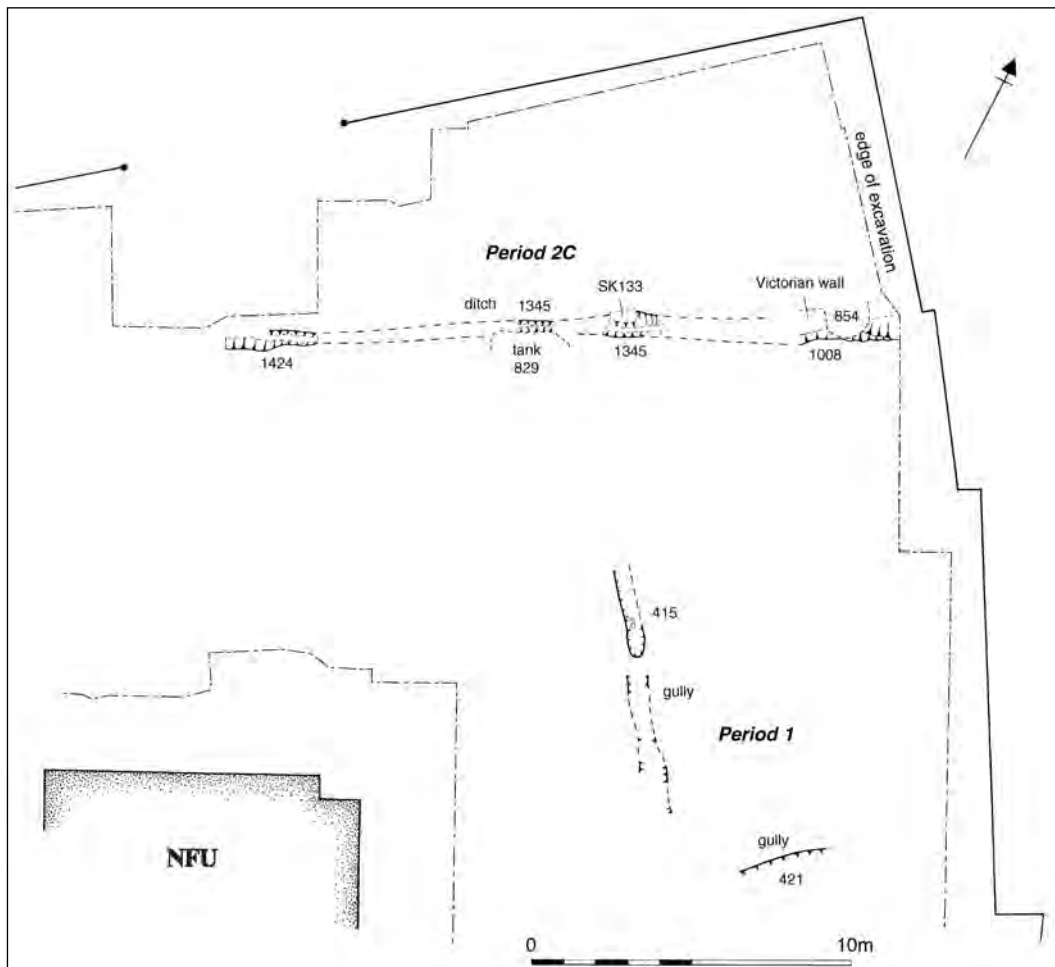 edge of excavation
Period 2C
SK133
Victorian wall
ditch 1345
854
tank
829
1424
1345
1008
415
gully
Period 1
NFU
gully
421
0 10m